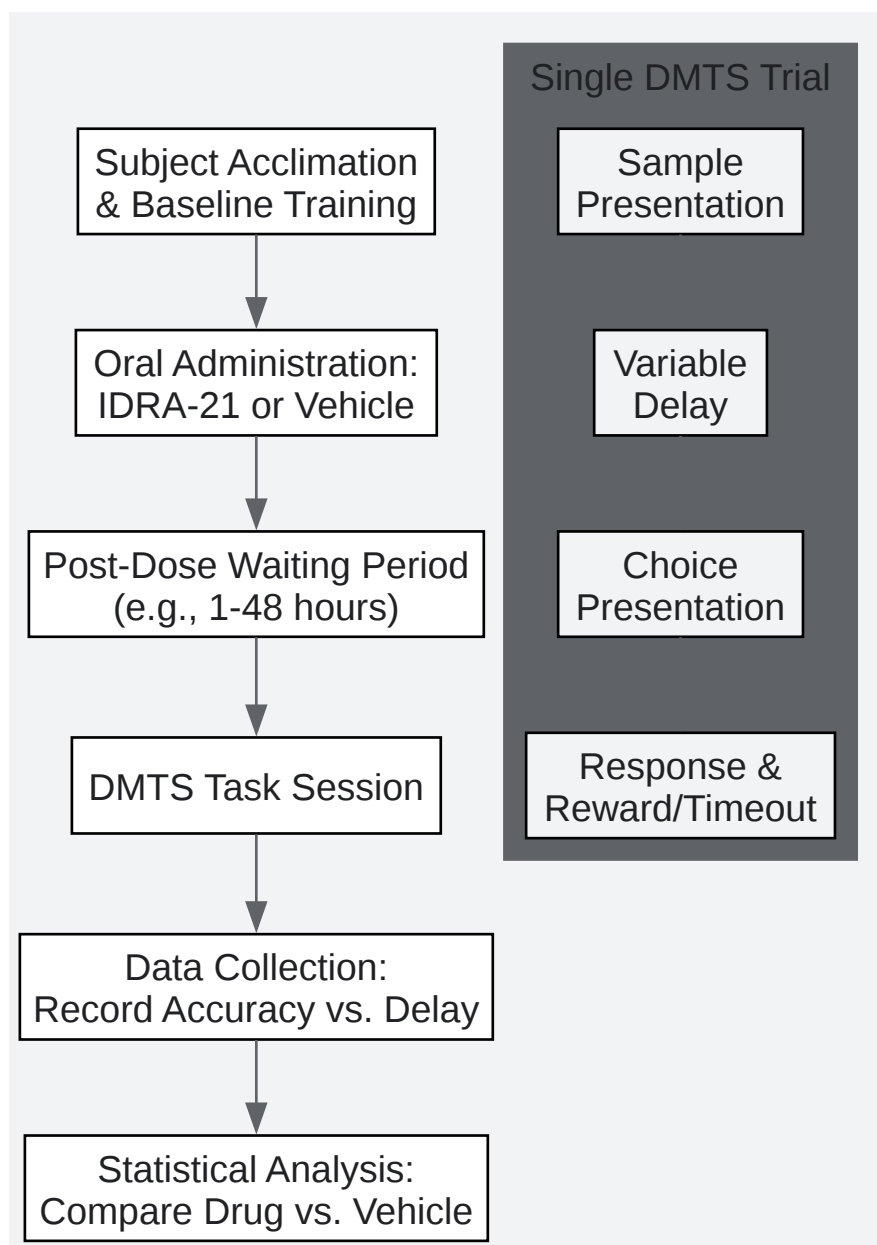 Subject Acclimation
& Baseline Training
Oral Administration:
IDRA-21 or Vehicle
Post-Dose Waiting Period
(e.g., 1-48 hours)
DMTS Task Session
Data Collection:
Record Accuracy vs. Delay
Statistical Analysis:
Compare Drug vs. Vehicle
Single DMTS Trial
Sample
Presentation
Variable
Delay
Choice
Presentation
Response &
Reward/Timeout